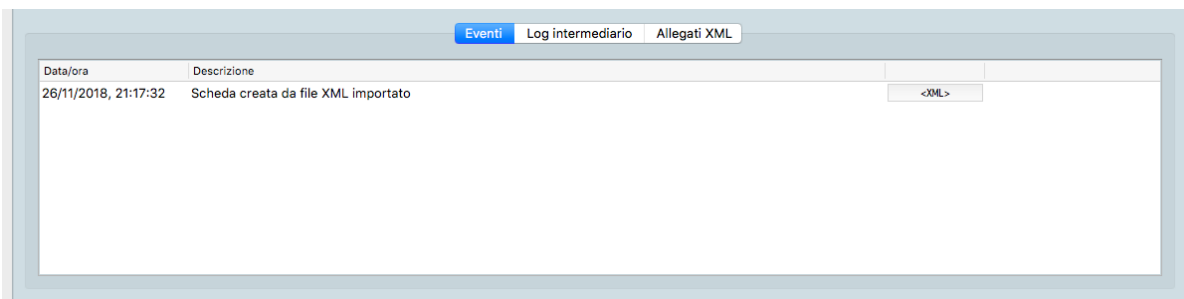 Eventi Log intermediario Allegati XML
Data/ora Descrizione
26/11/2018, 21:17:32 Scheda creata da file XML importato <XML>